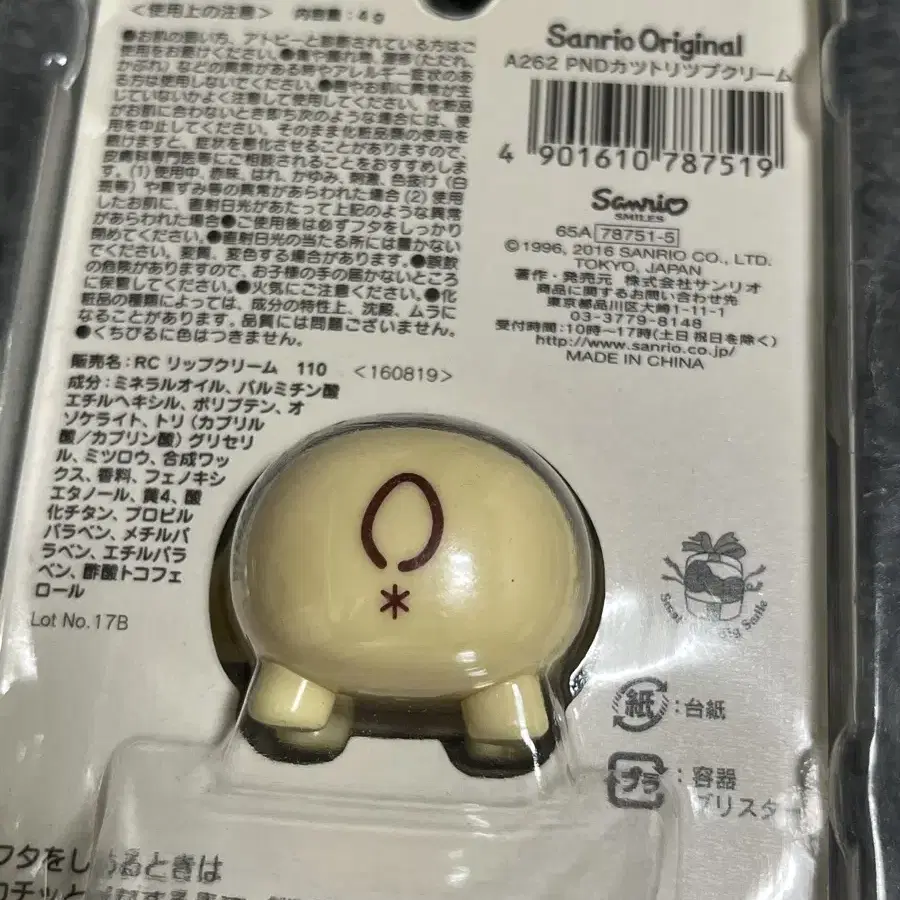 <使用上の注意> 内容量:4g
●お肌の弱い方、アトピーと診断されている方はご
使用をお避けください。●傷や腫れ物、湿疹(ただれ、
かぶれ)などの異常がある時やアレルギー症状のあ
る方は使用しないでください。●唇やお肌に異常が生
じていないかよく注意して使用してください。化粧品
がお肌に合わないとき即ち次のような場合には、使
用を中止してください。そのまま化粧品類の使用を
続けますと、症状を悪化させることがありますので、
皮膚科専門医等にご相談されることをおすすめしま
す。(1)使用中、赤味、はれ、かゆみ、刺激、色抜け(白
斑等)や黒ずみ等の異常があらわれた場合(2)使用
したお肌に、直射日光があたって上記のような異常
があらわれた場合●ご使用後は必ずフタをしっかり
閉めてください。●直射日光の当たる所には置かない
でください。変質、変色する場合があります。●誤飲
の危険がありますので、お子様の手の届かないところ
に保管してください。●火気にご注意ください。●化
粧品の種類によっては、成分の特性上、沈殿、ムラに
なることがあります。品質には問題ございません。
●くちびるに色はつきません。
販売名:RC リップクリーム 110 <160819>
成分:ミネラルオイル、パルミチン酸
エチルヘキシル、ポリブテン、オ
ゾケライト、トリ(カプリル
酸/カプリン酸)グリセリ
ル、ミツロウ、合成ワッ
クス、香料、フェノキシ
エタノール、黄4、酸
化チタン、プロピル
パラベン、メチルパ
ラベン、エチルパラ
ベン、酢酸トコフェ
ロール
Lot No.17B
Sanrio Original
A262 PNDカツトリツプクリーム
4 901610 787519
Sanrio
SMILES
65A 78751-5
©1996, 2016 SANRIO CO., LTD.
TOKYO, JAPAN
著作・発売元 株式会社サンリオ
商品に関するお問い合わせ先
東京都品川区大崎1-11-1
03-3779-8148
受付時間:10時~17時(土日祝日を除く)
http://www.sanrio.co.jp/
MADE IN CHINA
Small Gift Big Smile
紙:台紙
プラ:容器
ブリスター
フタをしめるときは